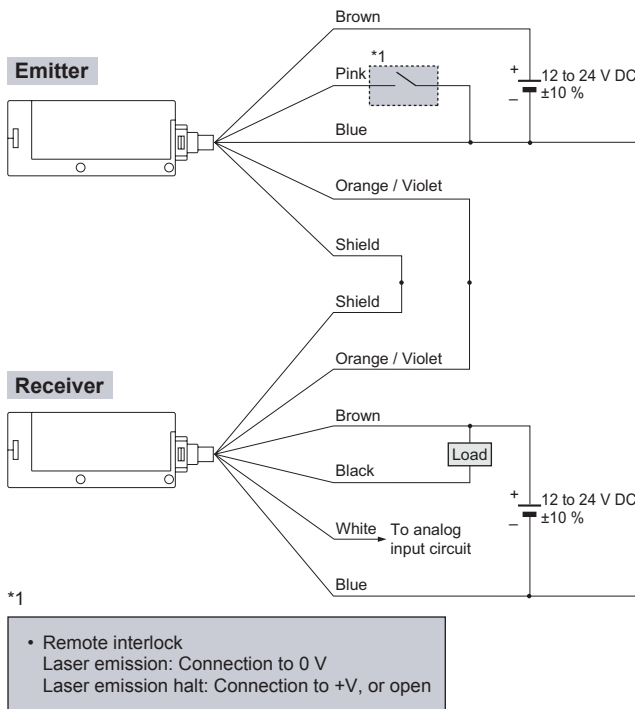 Brown
Emitter
*1
Pink
+
12 to 24 V DC
±10 %
–
Blue
Orange / Violet
Shield
Shield
Orange / Violet
Receiver
Brown
Load
Black
+
12 to 24 V DC
±10 %
–
White
To analog
input circuit
Blue
*1
• Remote interlock
Laser emission: Connection to 0 V
Laser emission halt: Connection to +V, or open